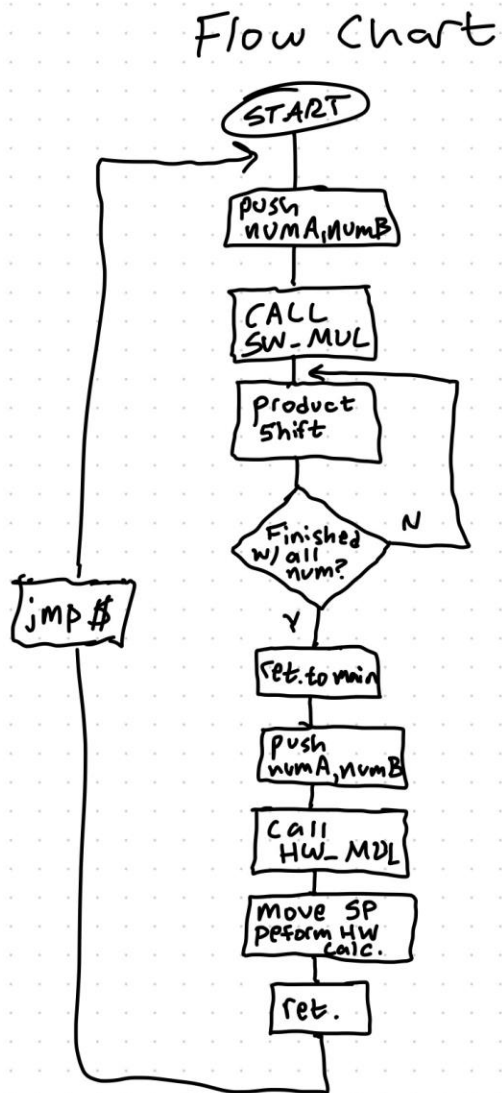 Flow Chart
START
push
numA,numB
CALL
SW_MUL
product
shift
Finished
w/ all
num?
N
Y
jmp $
ret. to main
push
numA,numB
call
HW_MUL
move SP
peform HW
calc.
ret.